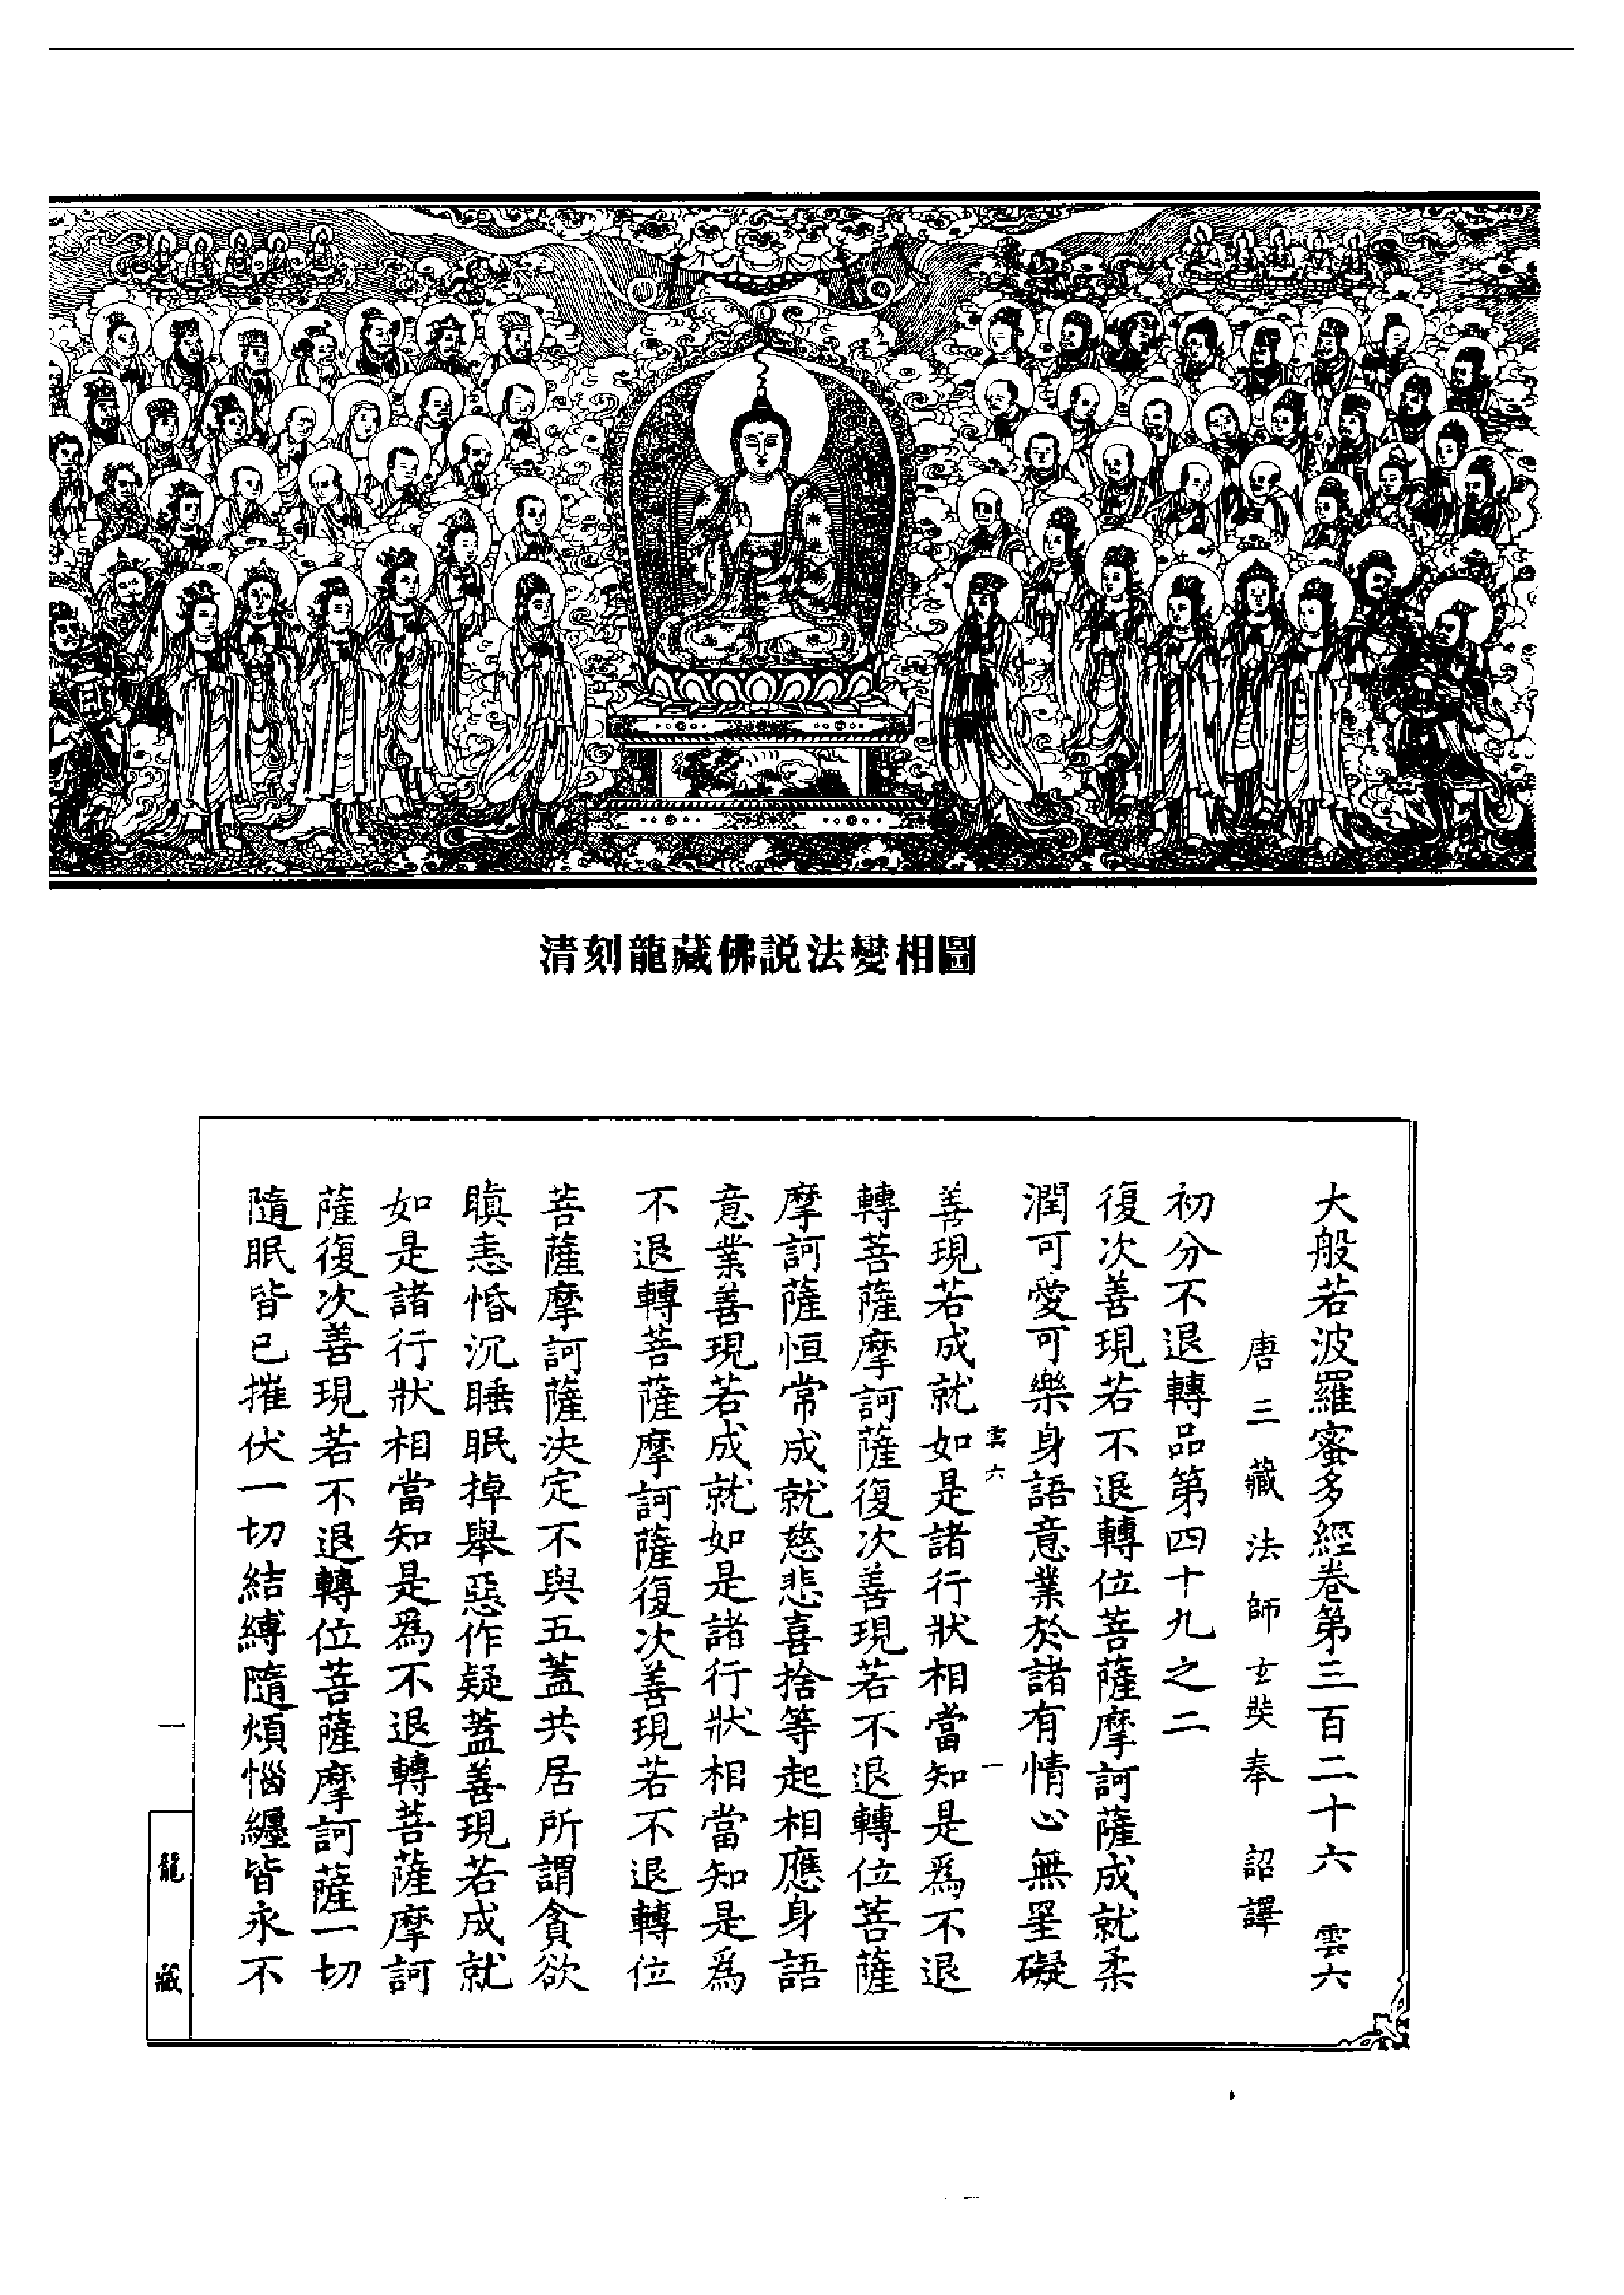 清刻龍藏佛説法變相圖
大般若波羅蜜多經卷第三百二十六 雲六
唐三藏法師玄奘奉 詔譯
初分不退轉品第四十九之二
復次善現若不退轉位菩薩摩訶薩成就柔
潤可愛可樂身語意業於諸有情心無罣礙
雲六 一
善現若成就如是諸行狀相當知是爲不退
轉菩薩摩訶薩復次善現若不退轉位菩薩
摩訶薩恒常成就慈悲喜捨等起相應身語
意業善現若成就如是諸行狀相當知是爲
不退轉菩薩摩訶薩復次善現若不退轉位
菩薩摩訶薩決定不與五蓋共居所謂貪欲
瞋恚惛沉睡眠掉舉惡作疑蓋善現若成就
如是諸行狀相當知是爲不退轉菩薩摩訶
薩復次善現若不退轉位菩薩摩訶薩一切
隨眠皆已摧伏一切結縛隨煩惱纏皆永不
一
龍藏